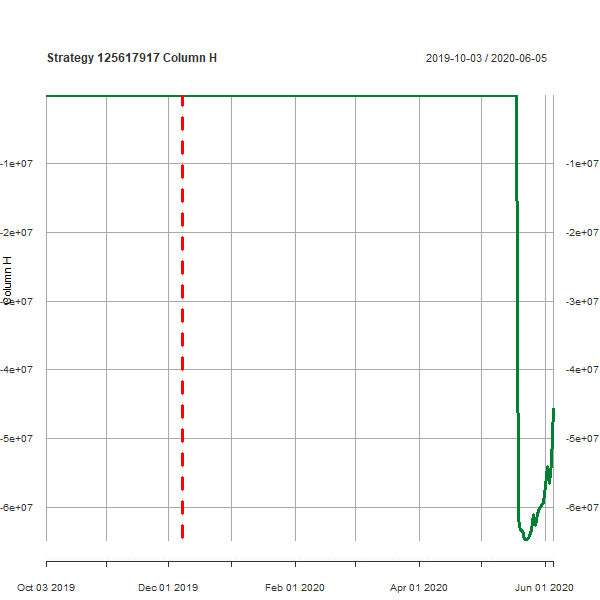 Strategy 125617917 Column H
2019-10-03 / 2020-06-05
-1e+07 -1e+07
-2e+07 -2e+07
Column H
-3e+07 -3e+07
-4e+07 -4e+07
-5e+07 -5e+07
-6e+07 -6e+07
Oct 03 2019 Dec 01 2019 Feb 01 2020 Apr 01 2020 Jun 01 2020